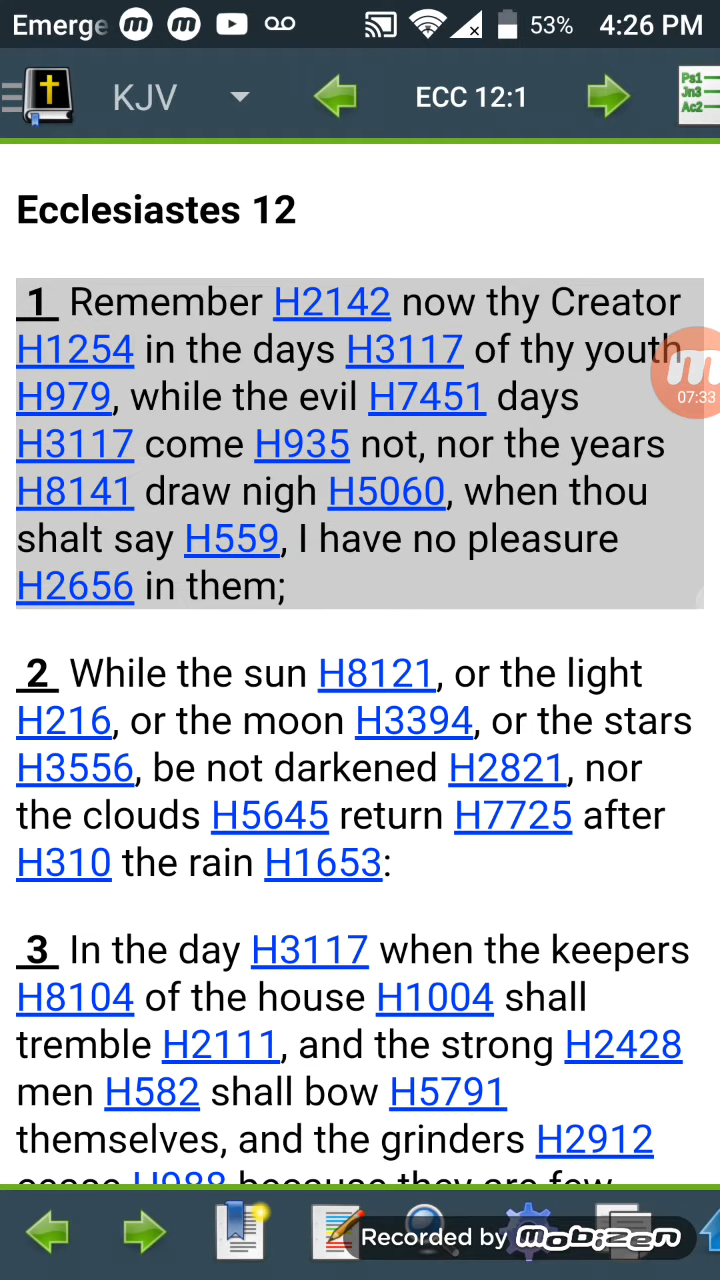 Emerge 53% 4:26 PM
KJV ECC 12:1
Ps1
Jn3
Ac2
Ecclesiastes 12
1 Remember H2142 now thy Creator
H1254 in the days H3117 of thy youth
H979, while the evil H7451 days
07:33
H3117 come H935 not, nor the years
H8141 draw nigh H5060, when thou
shalt say H559, I have no pleasure
H2656 in them;
2 While the sun H8121, or the light
H216, or the moon H3394, or the stars
H3556, be not darkened H2821, nor
the clouds H5645 return H7725 after
H310 the rain H1653:
3 In the day H3117 when the keepers
H8104 of the house H1004 shall
tremble H2111, and the strong H2428
men H582 shall bow H5791
themselves, and the grinders H2912
cease H988 because they are few
Recorded by mobizen